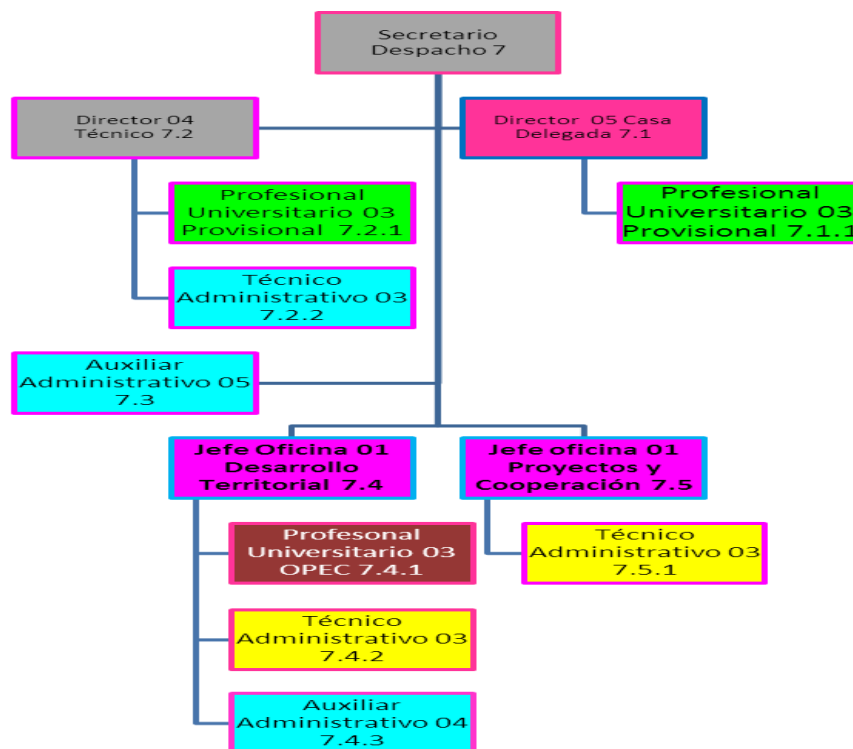 Secretario
Despacho 7
Director 04
Técnico 7.2
Director 05 Casa
Delegada 7.1
Profesional
Universitario 03
Provisional 7.2.1
Profesional
Universitario 03
Provisional 7.1.1
Técnico
Administrativo 03
7.2.2
Auxiliar
Administrativo 05
7.3
Jefe Oficina 01
Desarrollo
Territorial 7.4
Jefe oficina 01
Proyectos y
Cooperación 7.5
Profesonal
Universitario 03
OPEC 7.4.1
Técnico
Administrativo 03
7.5.1
Técnico
Administrativo 03
7.4.2
Auxiliar
Administrativo 04
7.4.3